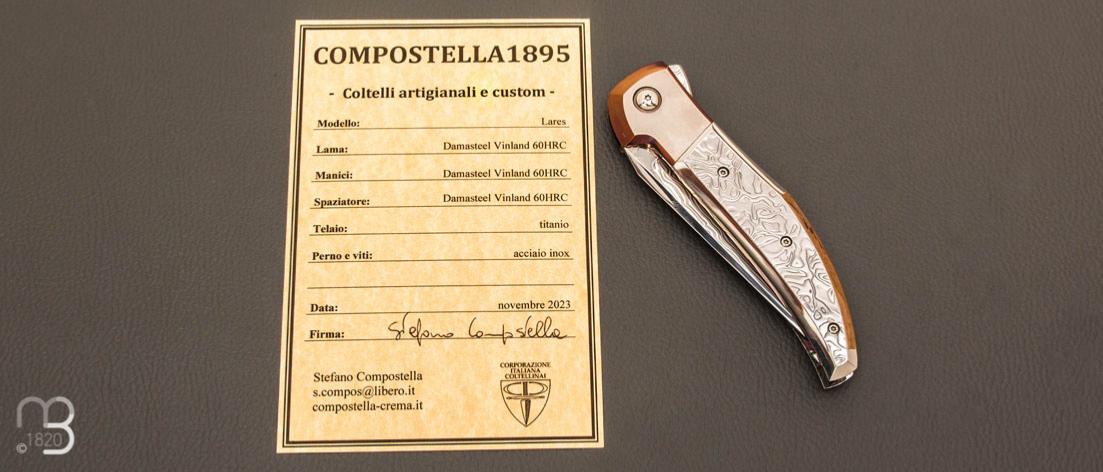 COMPOSTELLA1895
- Coltelli artigianali e custom -
Modello: Lares
Lama: Damasteel Vinland 60HRC
Manici: Damasteel Vinland 60HRC
Spaziatore: Damasteel Vinland 60HRC
Telaio: titanio
Perno e viti: acciaio inox
Data: novembre 2023
Firma: Stefano Compostella
Stefano Compostella
s.compos@libero.it
compostella-crema.it
CORPORAZIONE
ITALIANA
COLTELLINAI
©1820